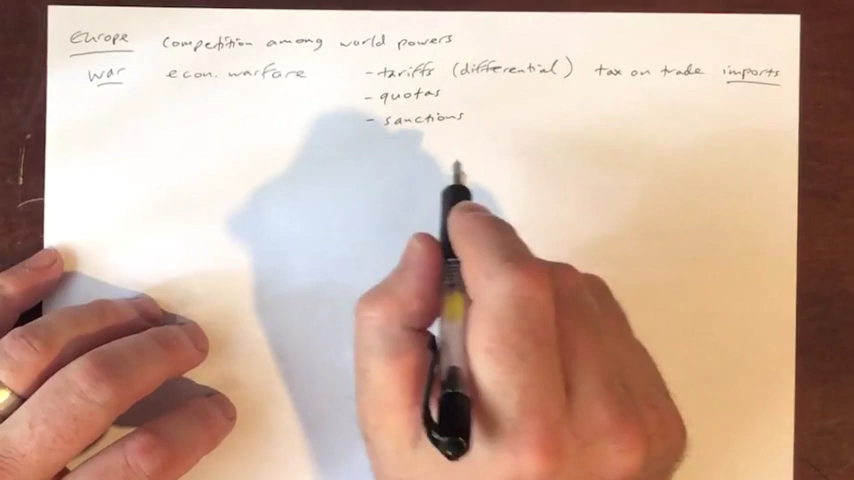 Europe competition among world powers
War econ. warfare - tariffs (differential) tax on trade imports
- quotas
- sanctions